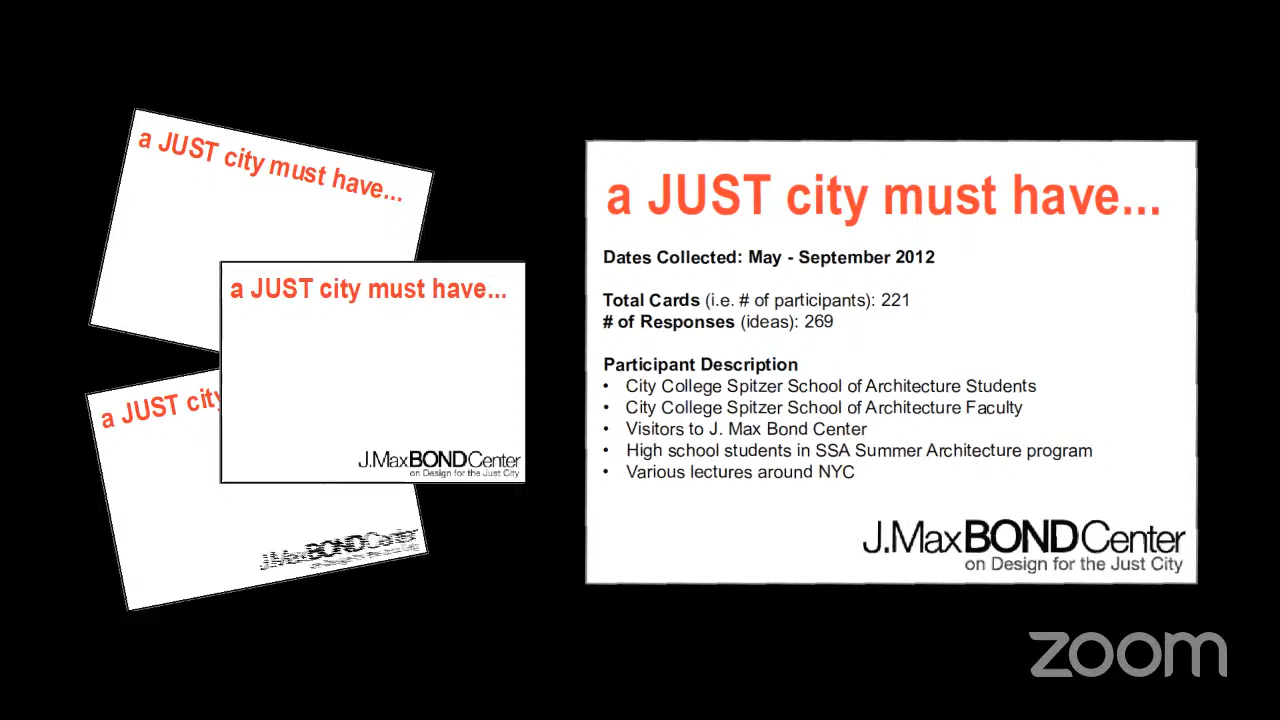 a JUST city must have...
a JUST city must have...
J.MaxBONDCenter
on Design for the Just City
a JUST city
J.MaxBONDCenter
a JUST city must have...
Dates Collected: May - September 2012
Total Cards (i.e. # of participants): 221
# of Responses (ideas): 269
Participant Description
• City College Spitzer School of Architecture Students
• City College Spitzer School of Architecture Faculty
• Visitors to J. Max Bond Center
• High school students in SSA Summer Architecture program
• Various lectures around NYC
J.MaxBONDCenter
on Design for the Just City
zoom